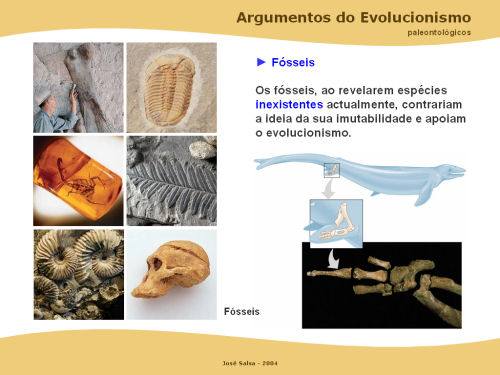 Argumentos do Evolucionismo
paleontológicos
► Fósseis
Os fósseis, ao revelarem espécies
inexistentes actualmente, contrariam
a ideia da sua imutabilidade e apoiam
o evolucionismo.
Fósseis
José Salsa - 2004